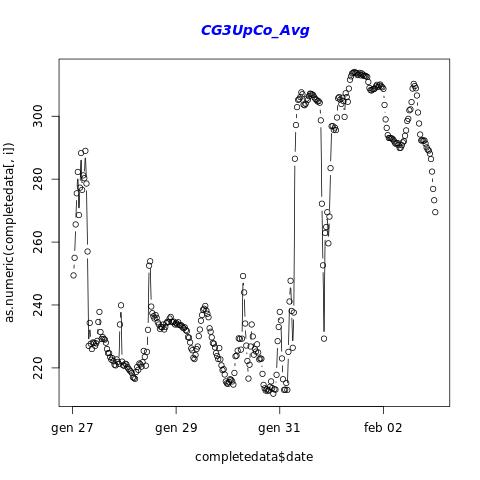 CG3UpCo_Avg
as.numeric(completedata[, i])
300
280
260
240
220
gen 27
gen 29
gen 31
feb 02
completedata$date